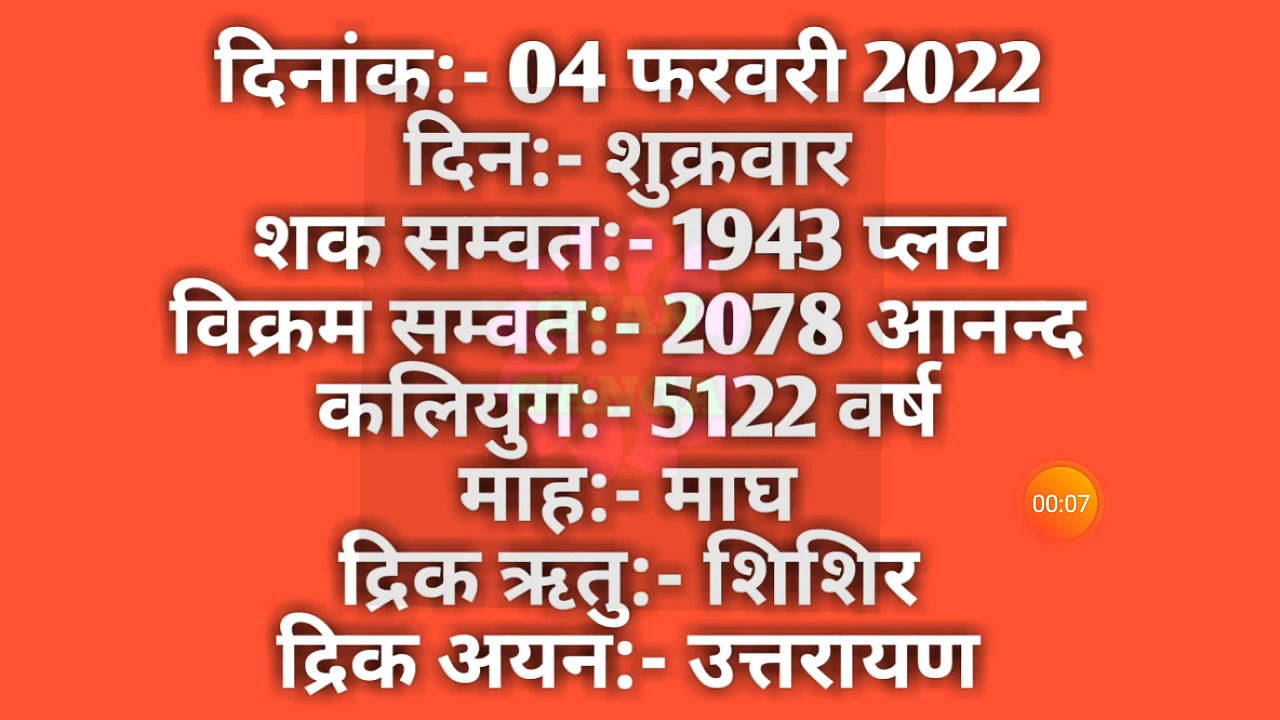 दिनांक:- 04 फरवरी 2022
दिन:- शुक्रवार
शक सम्वत:- 1943 प्लव
विक्रम सम्वत:- 2078 आनन्द
कलियुग:- 5122 वर्ष
माह:- माघ
00:07
द्रिक ऋतु:- शिशिर
द्रिक अयन:- उत्तरायण